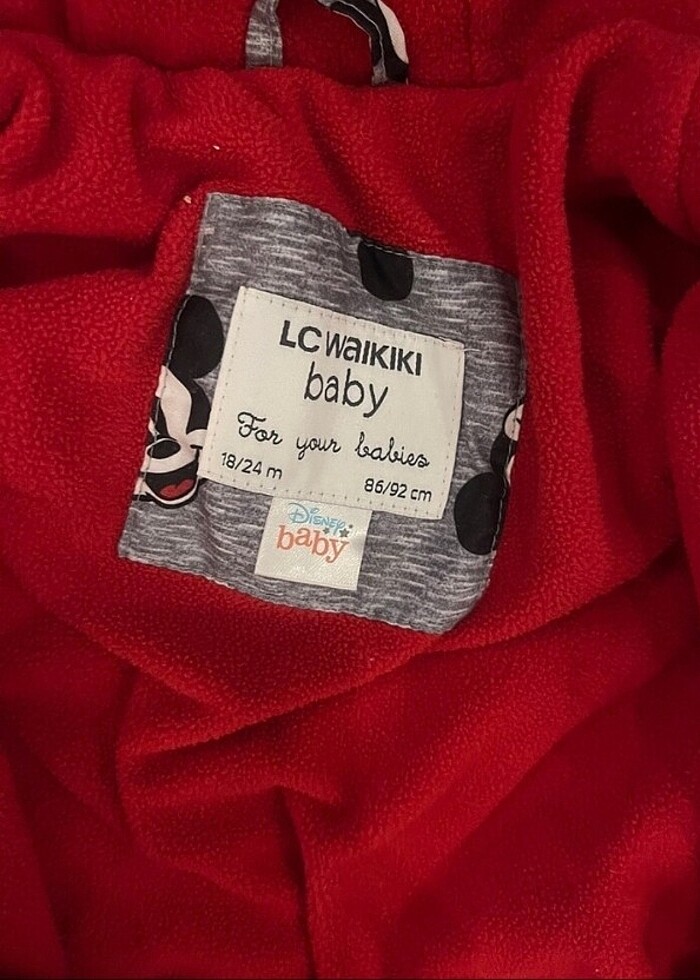 LC WAIKIKI
baby
For your babies
18/24 m
86/92 cm
Disney
baby